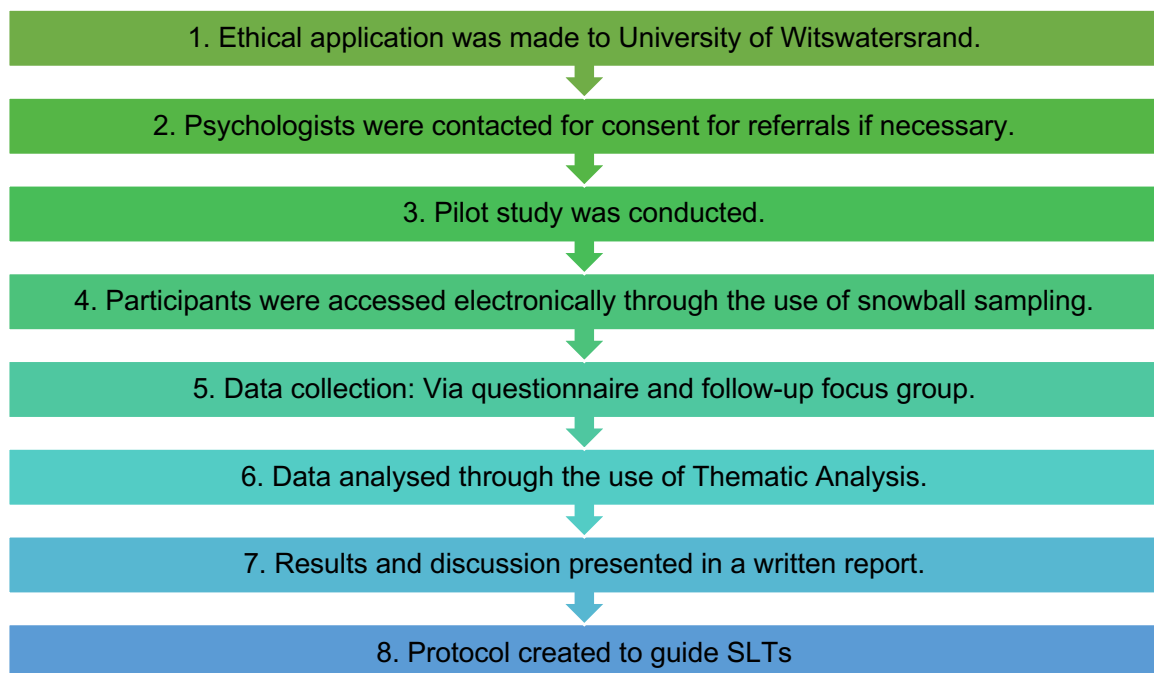 1. Ethical application was made to University of Witswatersrand.
2. Psychologists were contacted for consent for referrals if necessary.
3. Pilot study was conducted.
4. Participants were accessed electronically through the use of snowball sampling.
5. Data collection: Via questionnaire and follow-up focus group.
6. Data analysed through the use of Thematic Analysis.
7. Results and discussion presented in a written report.
8. Protocol created to guide SLTs